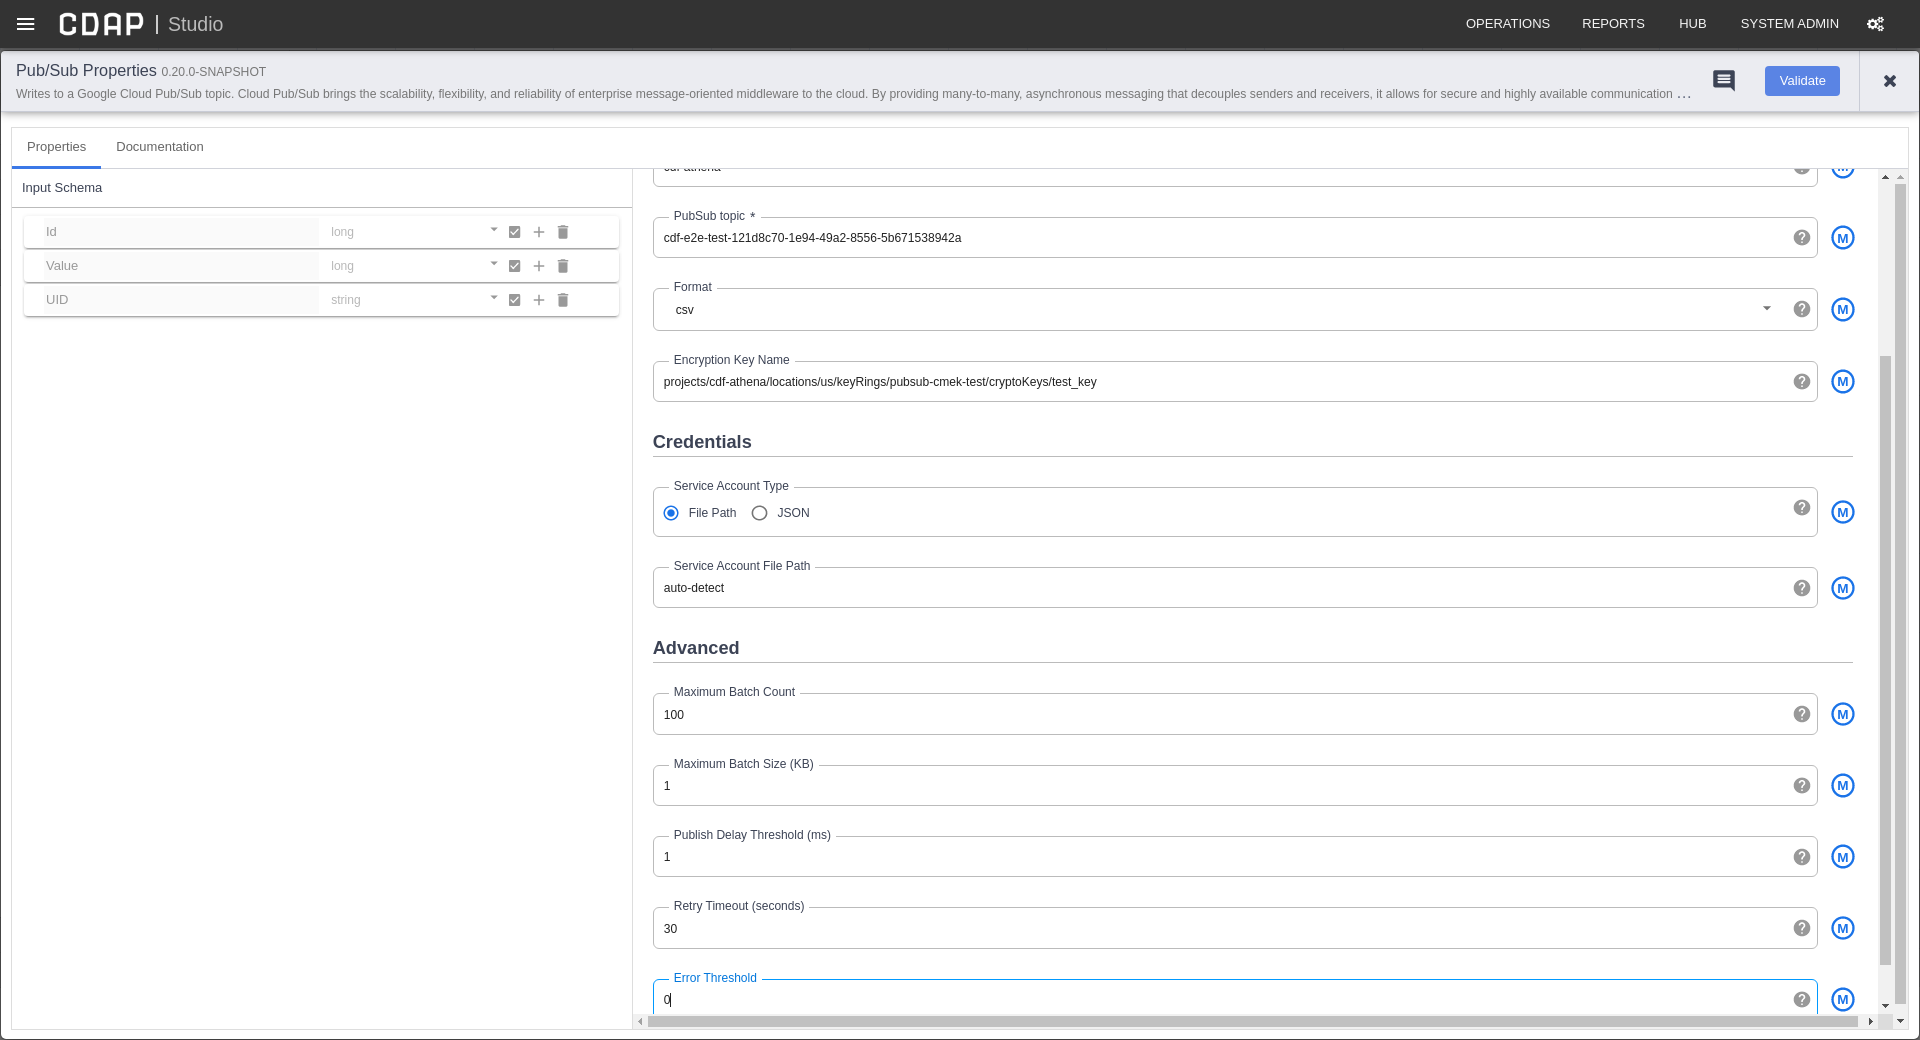 CDAP | Studio
OPERATIONS REPORTS HUB SYSTEM ADMIN
Pub/Sub Properties 0.20.0-SNAPSHOT
Writes to a Google Cloud Pub/Sub topic. Cloud Pub/Sub brings the scalability, flexibility, and reliability of enterprise message-oriented middleware to the cloud. By providing many-to-many, asynchronous messaging that decouples senders and receivers, it allows for secure and highly available communication ...
Validate
Properties Documentation
Input Schema
Id long
Value long
UID string
cdf-athena
M
PubSub topic *
cdf-e2e-test-121d8c70-1e94-49a2-8556-5b671538942a
? M
Format
csv
? M
Encryption Key Name
projects/cdf-athena/locations/us/keyRings/pubsub-cmek-test/cryptoKeys/test_key
? M
Credentials
Service Account Type
File Path JSON
? M
Service Account File Path
auto-detect
? M
Advanced
Maximum Batch Count
100
? M
Maximum Batch Size (KB)
1
? M
Publish Delay Threshold (ms)
1
? M
Retry Timeout (seconds)
30
? M
Error Threshold
0
? M